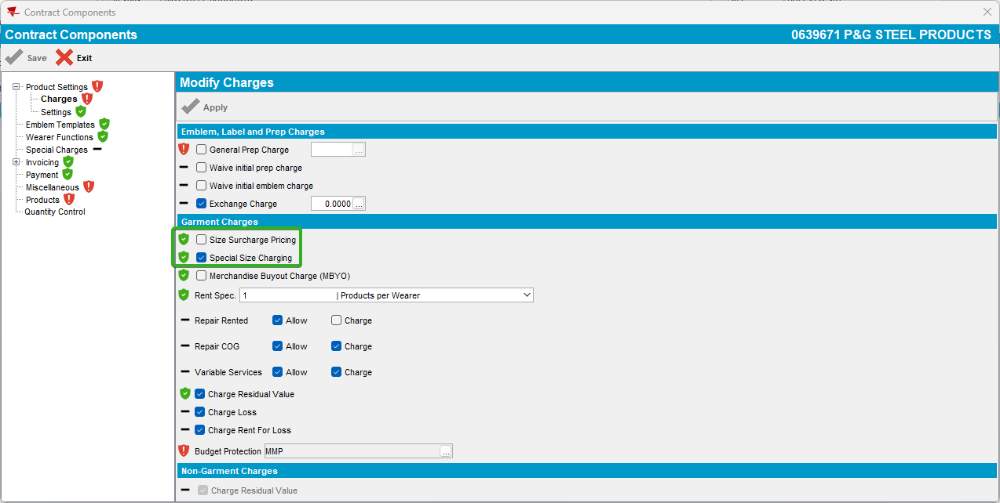 Contract Components
Contract Components 0639671 P&G STEEL PRODUCTS
Save Exit
Product Settings
Charges
Settings
Emblem Templates
Wearer Functions
Special Charges
Invoicing
Payment
Miscellaneous
Products
Quantity Control
Modify Charges
Apply
Emblem, Label and Prep Charges
General Prep Charge ...
Waive initial prep charge
Waive initial emblem charge
Exchange Charge 0.0000 ...
Garment Charges
Size Surcharge Pricing
Special Size Charging
Merchandise Buyout Charge (MBYO)
Rent Spec. 1 | Products per Wearer
Repair Rented Allow Charge
Repair COG Allow Charge
Variable Services Allow Charge
Charge Residual Value
Charge Loss
Charge Rent For Loss
Budget Protection MMP ...
Non-Garment Charges
Charge Residual Value